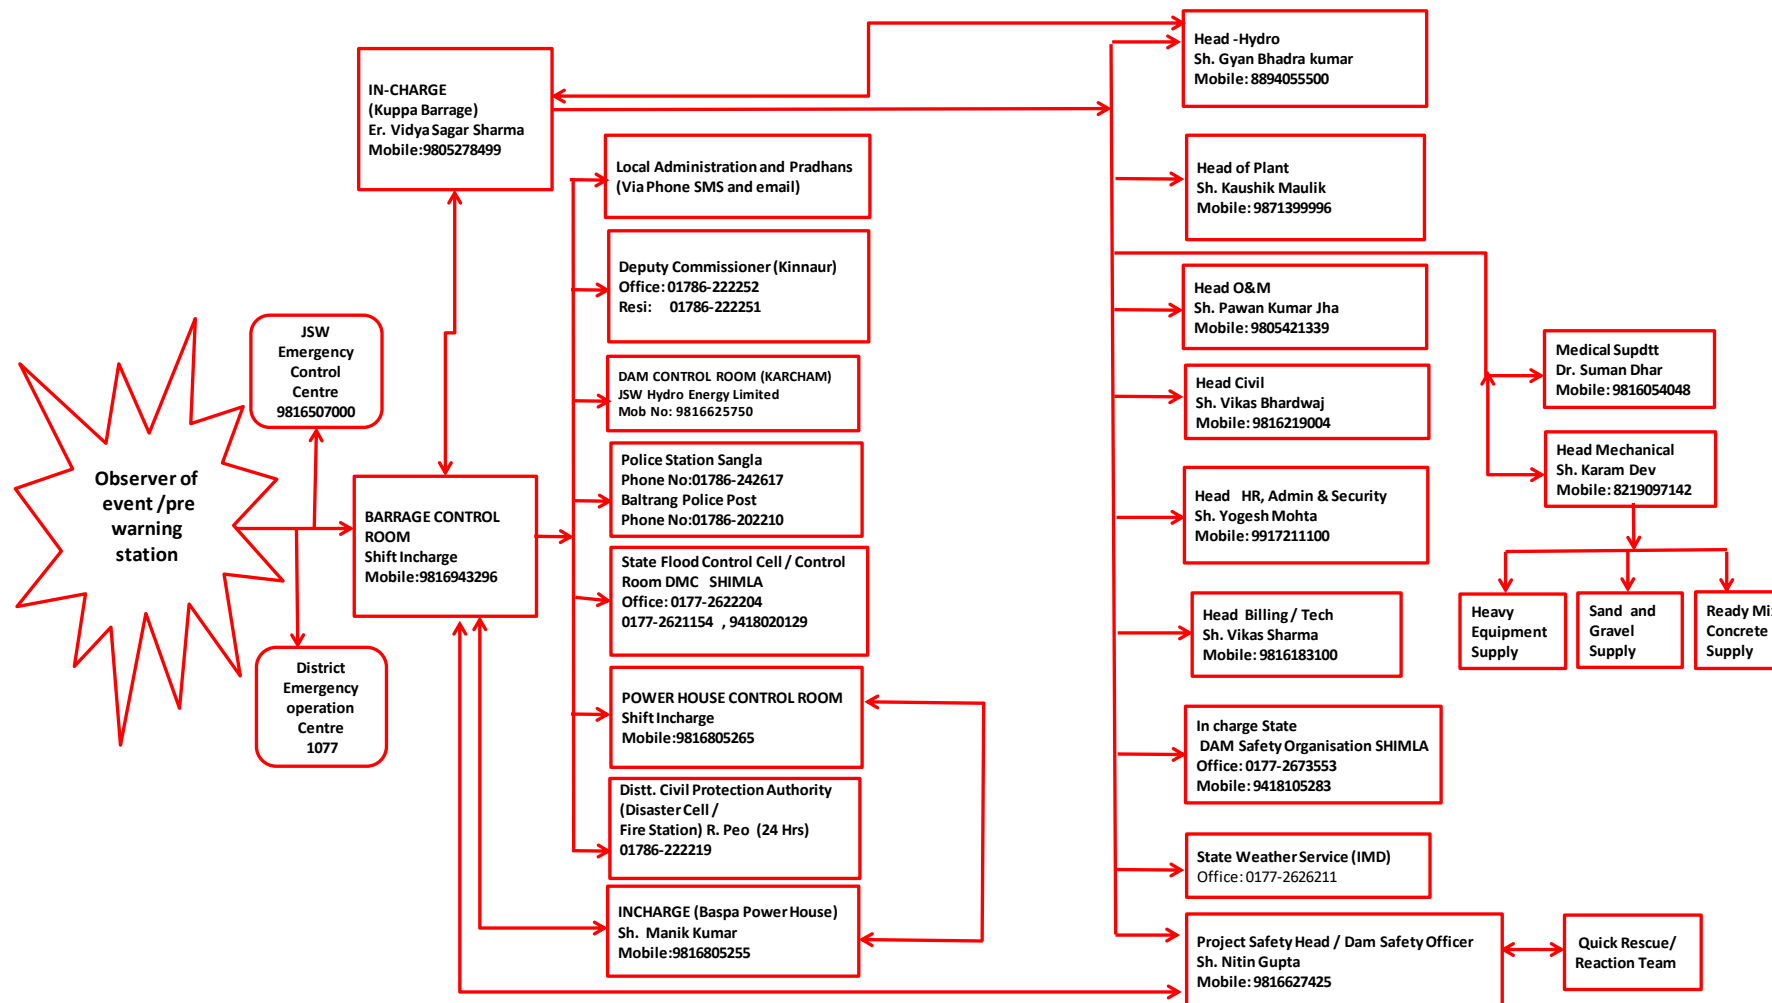 Observer of
event /pre
warning
station
JSW
Emergency
Control
Centre
9816507000
District
Emergency
operation
Centre
1077
IN-CHARGE
(Kuppa Barrage)
Er. Vidya Sagar Sharma
Mobile:9805278499
BARRAGE CONTROL
ROOM
Shift Incharge
Mobile:9816943296
Local Administration and Pradhans
(Via Phone SMS and email)
Deputy Commissioner (Kinnaur)
Office: 01786-222252
Resi: 01786-222251
DAM CONTROL ROOM (KARCHAM)
JSW Hydro Energy Limited
Mob No: 9816625750
Police Station Sangla
Phone No:01786-242617
Baltrang Police Post
Phone No:01786-202210
State Flood Control Cell / Control
Room DMC SHIMLA
Office: 0177-2622204
0177-2621154 , 9418020129
POWER HOUSE CONTROL ROOM
Shift Incharge
Mobile:9816805265
Distt. Civil Protection Authority
(Disaster Cell /
Fire Station) R. Peo (24 Hrs)
01786-222219
INCHARGE (Baspa Power House)
Sh. Manik Kumar
Mobile:9816805255
Head -Hydro
Sh. Gyan Bhadra kumar
Mobile: 8894055500
Head of Plant
Sh. Kaushik Maulik
Mobile: 9871399996
Head O&M
Sh. Pawan Kumar Jha
Mobile: 9805421339
Head Civil
Sh. Vikas Bhardwaj
Mobile: 9816219004
Head HR, Admin & Security
Sh. Yogesh Mohta
Mobile: 9917211100
Head Billing / Tech
Sh. Vikas Sharma
Mobile: 9816183100
In charge State
DAM Safety Organisation SHIMLA
Office: 0177-2673553
Mobile: 9418105283
State Weather Service (IMD)
Office: 0177-2626211
Project Safety Head / Dam Safety Officer
Sh. Nitin Gupta
Mobile: 9816627425
Medical Supdtt
Dr. Suman Dhar
Mobile: 9816054048
Head Mechanical
Sh. Karam Dev
Mobile: 8219097142
Heavy
Equipment
Supply
Sand and
Gravel
Supply
Ready Mi
Concrete
Supply
Quick Rescue/
Reaction Team